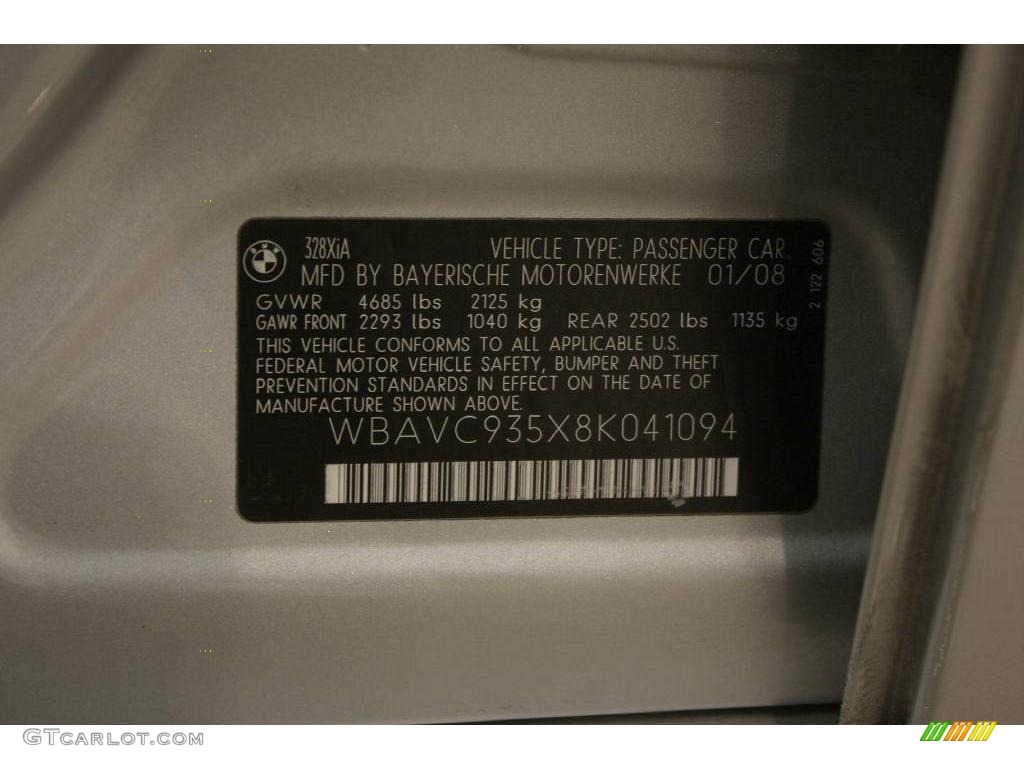 328XiA VEHICLE TYPE: PASSENGER CAR.
MFD BY BAYERISCHE MOTORENWERKE 01/08
GVWR 4685 lbs 2125 kg
GAWR FRONT 2293 lbs 1040 kg REAR 2502 lbs 1135 kg
THIS VEHICLE CONFORMS TO ALL APPLICABLE U.S.
FEDERAL MOTOR VEHICLE SAFETY, BUMPER AND THEFT
PREVENTION STANDARDS IN EFFECT ON THE DATE OF
MANUFACTURE SHOWN ABOVE.
WBAVC935X8K041094
2 122 606
GTCARLOT.COM